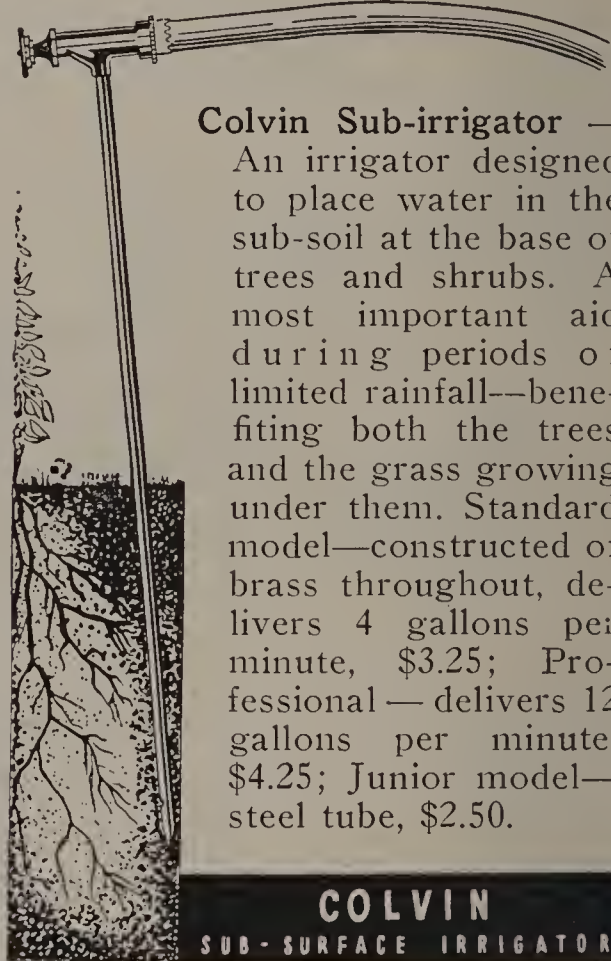 Colvin Sub-irrigator —
An irrigator designed
to place water in the
sub-soil at the base of
trees and shrubs. A
most important aid
during periods of
limited rainfall—bene-
fiting both the trees
and the grass growing
under them. Standard
model—constructed of
brass throughout, de-
livers 4 gallons per
minute, $3.25; Pro-
fessional — delivers 12
gallons per minute,
$4.25; Junior model—
steel tube, $2.50.
COLVIN
SUB-SURFACE IRRIGATOR